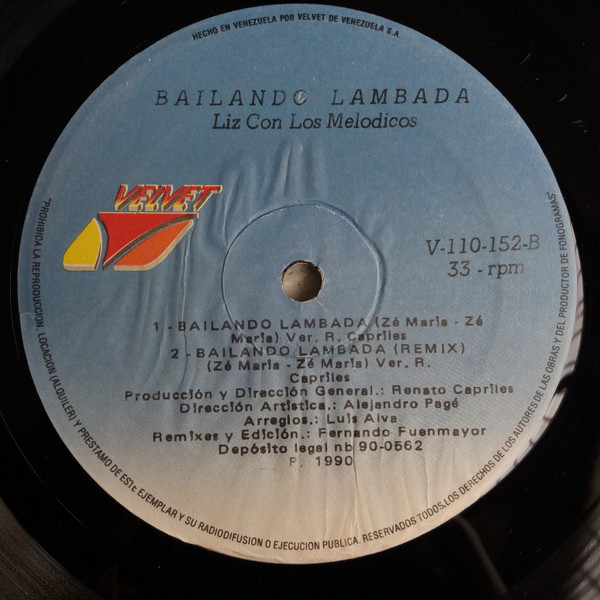 HECHO EN VENEZUELA POR VELVET DE VENEZUELA S.A.
BAILANDO LAMBADA
Liz Con Los Melodicos
VELVET
V-110-152-B
33 - rpm
1 - BAILANDO LAMBADA (Zé Maria - Zé
Maria) Ver. R. Capriles
2 - BAILANDO LAMBADA (REMIX)
(Zé Maria - Zé Maria) Ver. R.
Capriles
Producción y Dirección General.: Renato Capriles
Dirección Artística.: Alejandro Pagé
Arreglos.: Luis Alva
Remixes y Edición.: Fernando Fuenmayor
Depósito legal nb 90-0562
P. 1990
"PROHIBIDA LA REPRODUCCION, LOCACION (ALQUILER) Y PRESTAMO DE ESTE EJEMPLAR Y SU RADIODIFUSION O EJECUCION PUBLICA. RESERVADOS TODOS LOS DERECHOS DE LOS AUTORES DE LAS OBRAS Y DEL PRODUCTOR DE FONOGRAMAS"